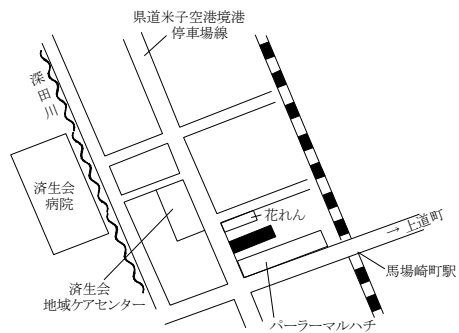 県道米子空港境港
停車場線
深田川
済生会
病院
花れん
→ 上道町
馬場崎町駅
済生会
地域ケアセンター
パーラーマルハチ